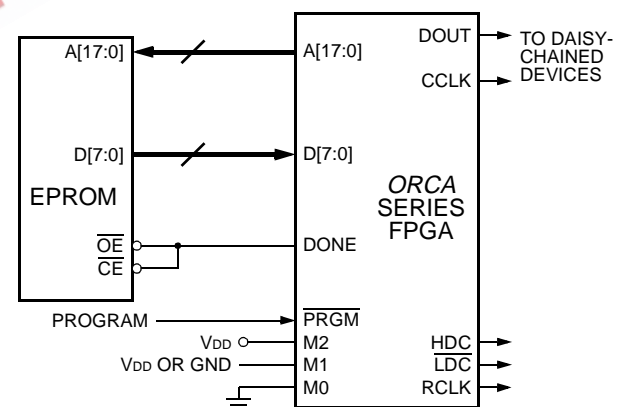 A[17:0]
D[7:0]
EPROM
OE
CE
A[17:0]
D[7:0]
DONE
PRGM
M2
M1
M0
DOUT
CCLK
ORCA
SERIES
FPGA
HDC
LDC
RCLK
TO DAISY-
CHAINED
DEVICES
PROGRAM
VDD
VDD OR GND